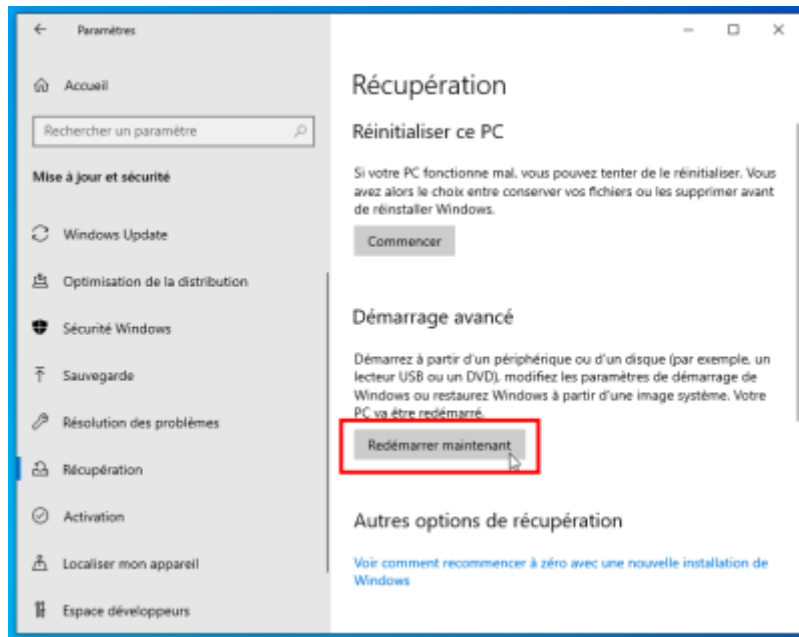 Paramètres
Accueil
Rechercher un paramètre
Mise à jour et sécurité
Windows Update
Optimisation de la distribution
Sécurité Windows
Sauvegarde
Résolution des problèmes
Récupération
Activation
Localiser mon appareil
Espace développeurs
Récupération
Réinitialiser ce PC
Si votre PC fonctionne mal, vous pouvez tenter de le réinitialiser. Vous
avez alors le choix entre conserver vos fichiers ou les supprimer avant
de réinstaller Windows.
Commencer
Démarrage avancé
Démarrez à partir d'un périphérique ou d'un disque (par exemple, un
lecteur USB ou un DVD), modifiez les paramètres de démarrage de
Windows ou restaurez Windows à partir d'une image système. Votre
PC va être redémarré.
Redémarrer maintenant
Autres options de récupération
Voir comment recommencer à zéro avec une nouvelle installation de
Windows